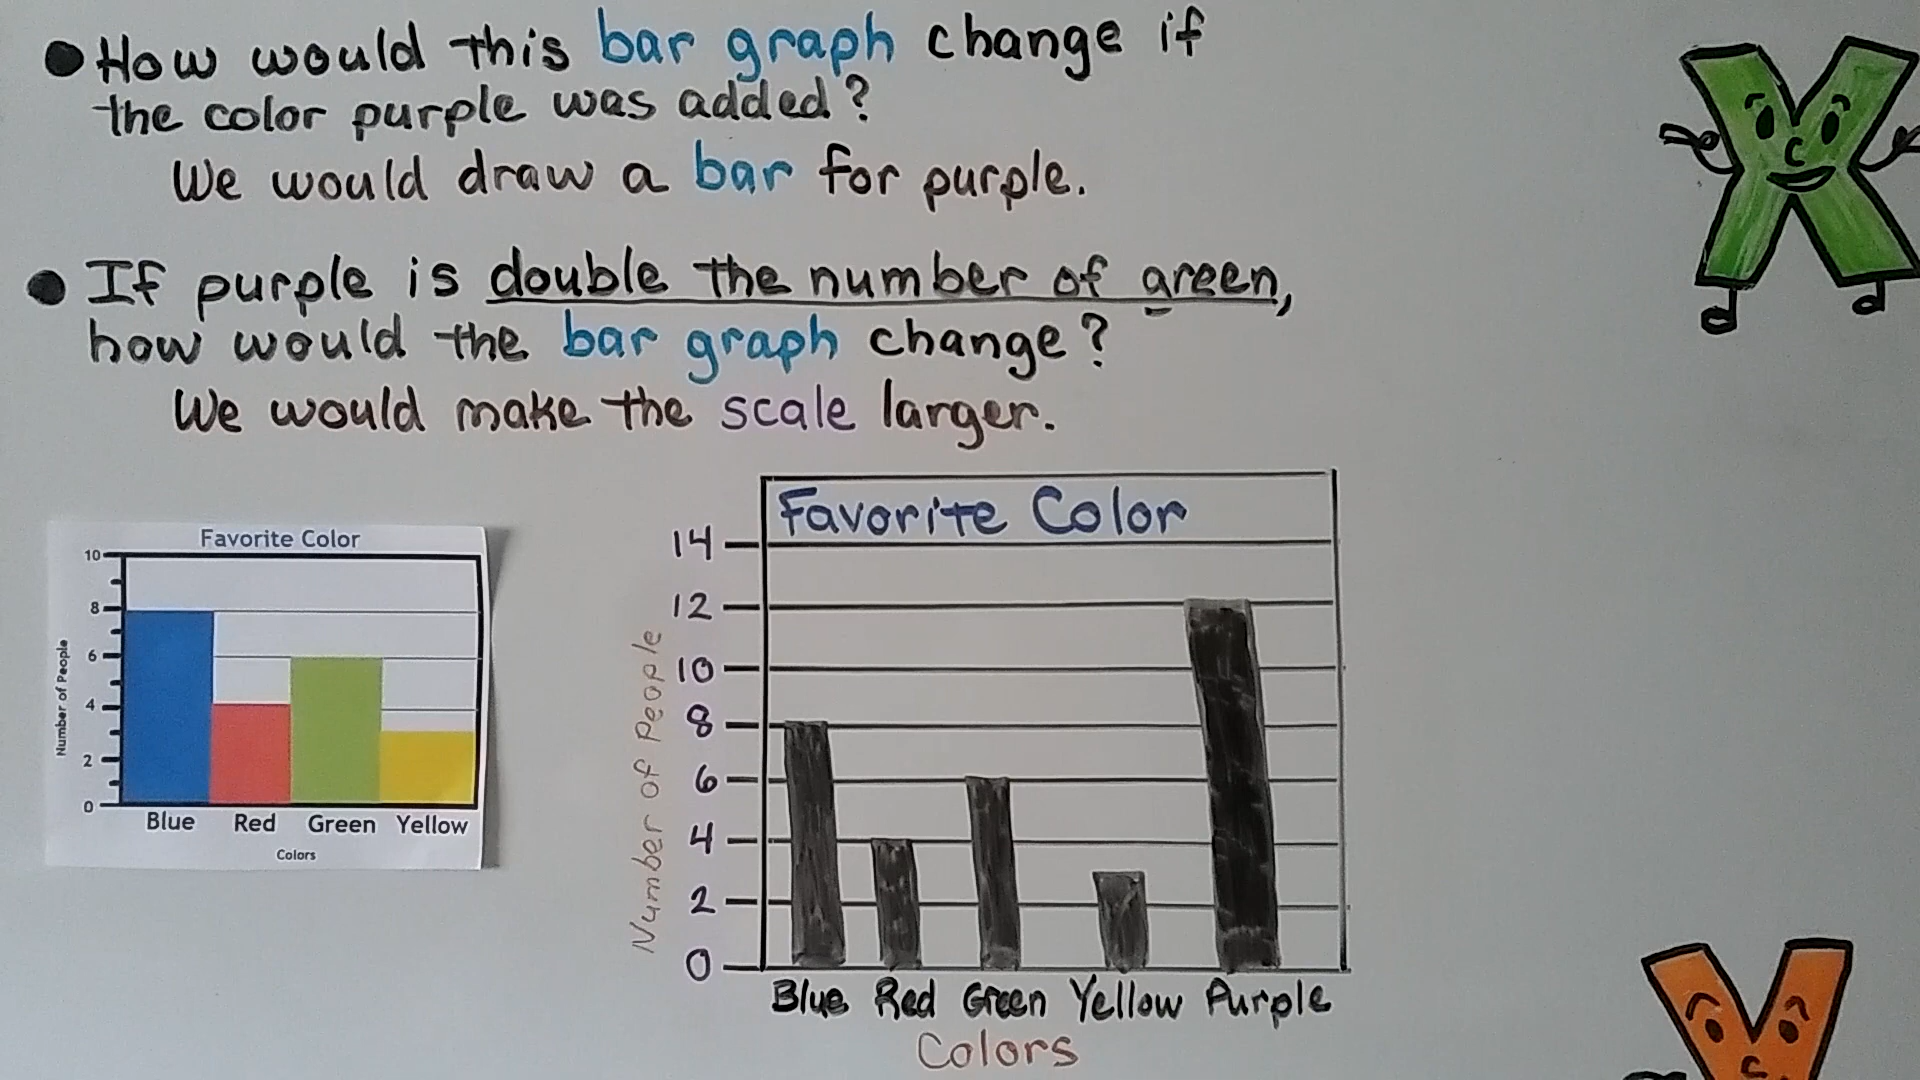 How would this bar graph change if
the color purple was added?
We would draw a bar for purple.
If purple is double the number of green,
how would the bar graph change?
We would make the scale larger.
Favorite Color
10
8
6
4
2
0
Number of People
Blue Red Green Yellow
Colors
Favorite Color
14
12
10
8
6
4
2
0
Number of People
Blue Red Green Yellow Purple
Colors